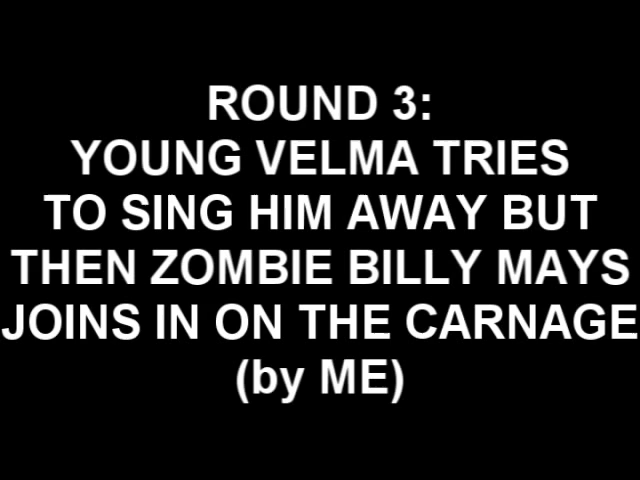 ROUND 3:
YOUNG VELMA TRIES
TO SING HIM AWAY BUT
THEN ZOMBIE BILLY MAYS
JOINS IN ON THE CARNAGE
(by ME)